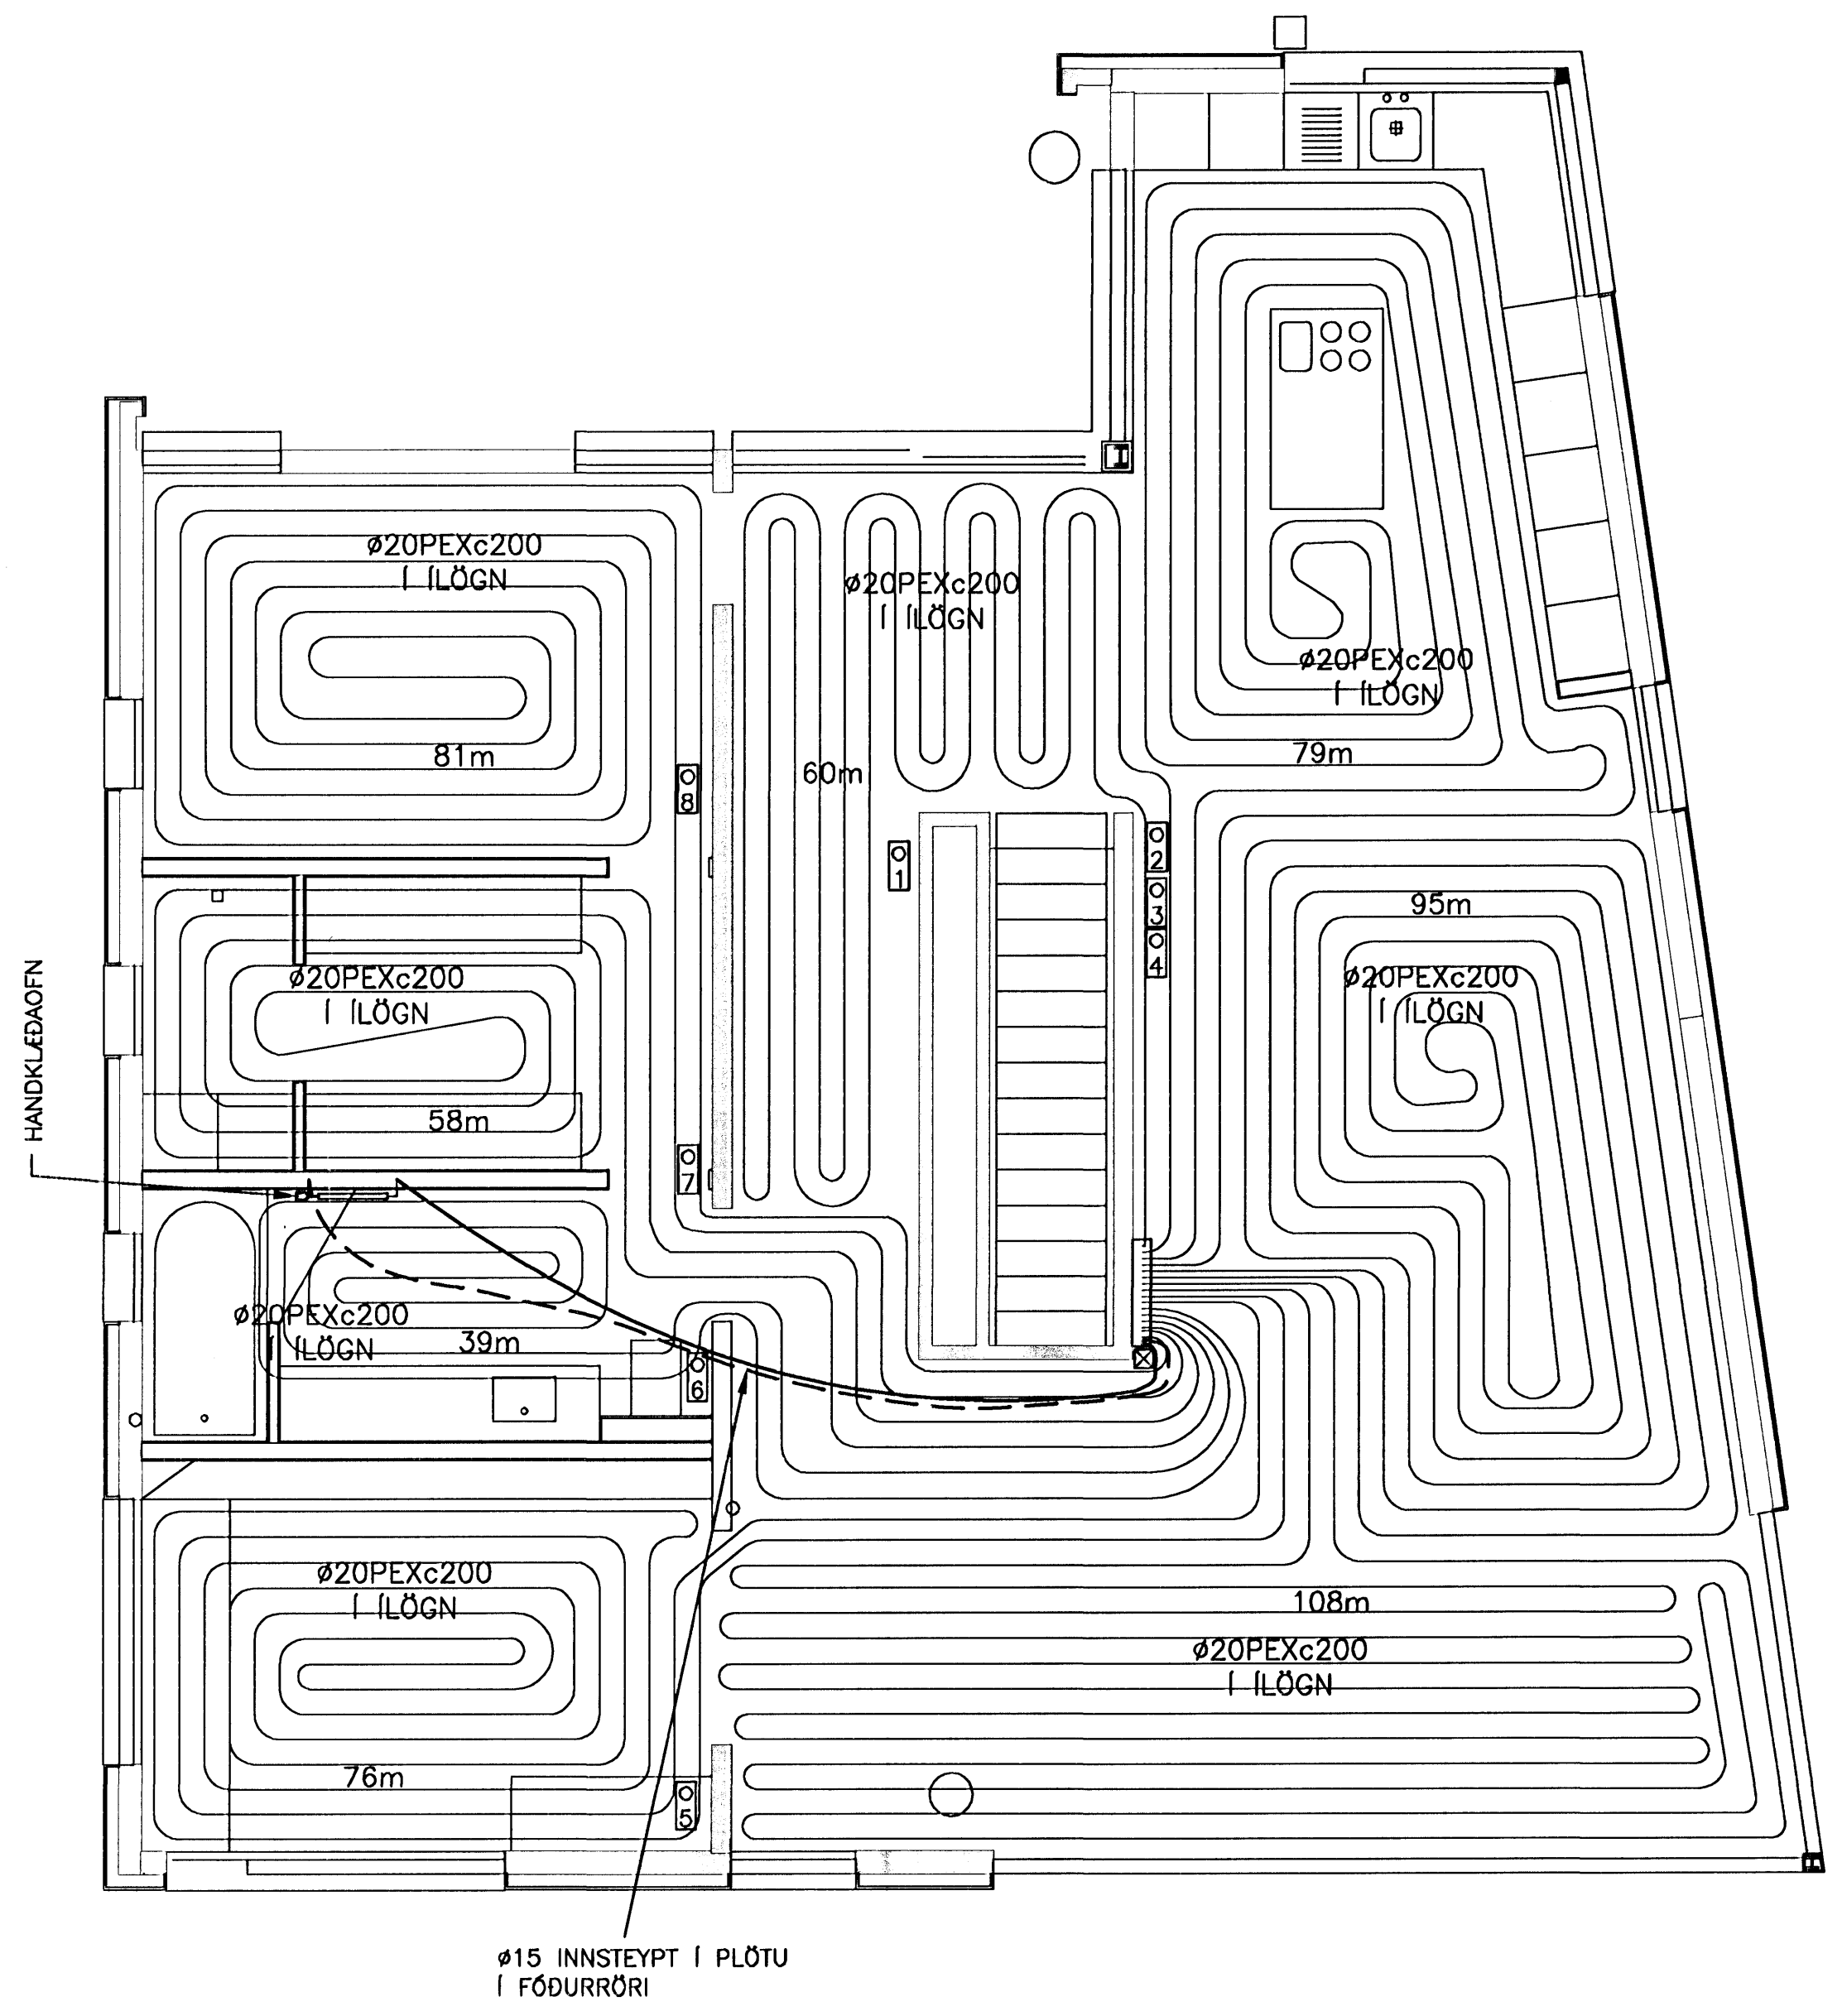 ø20PEXc200
Í ÍLÖGN
81m
8
ø20PEXc200
Í ÍLÖGN
60m
1
ø20PEXc200
Í ÍLÖGN
79m
2
3
4
95m
ø20PEXc200
Í ÍLÖGN
HANDKLÆÐAOFN
ø20PEXc200
Í ÍLÖGN
58m
7
ø20PEXc200
Í ÍLÖGN
39m
6
ø20PEXc200
Í ÍLÖGN
76m
5
108m
ø20PEXc200
Í ÍLÖGN
ø15 INNSTEYPT Í PLÖTU
Í FÓÐURRÖRI